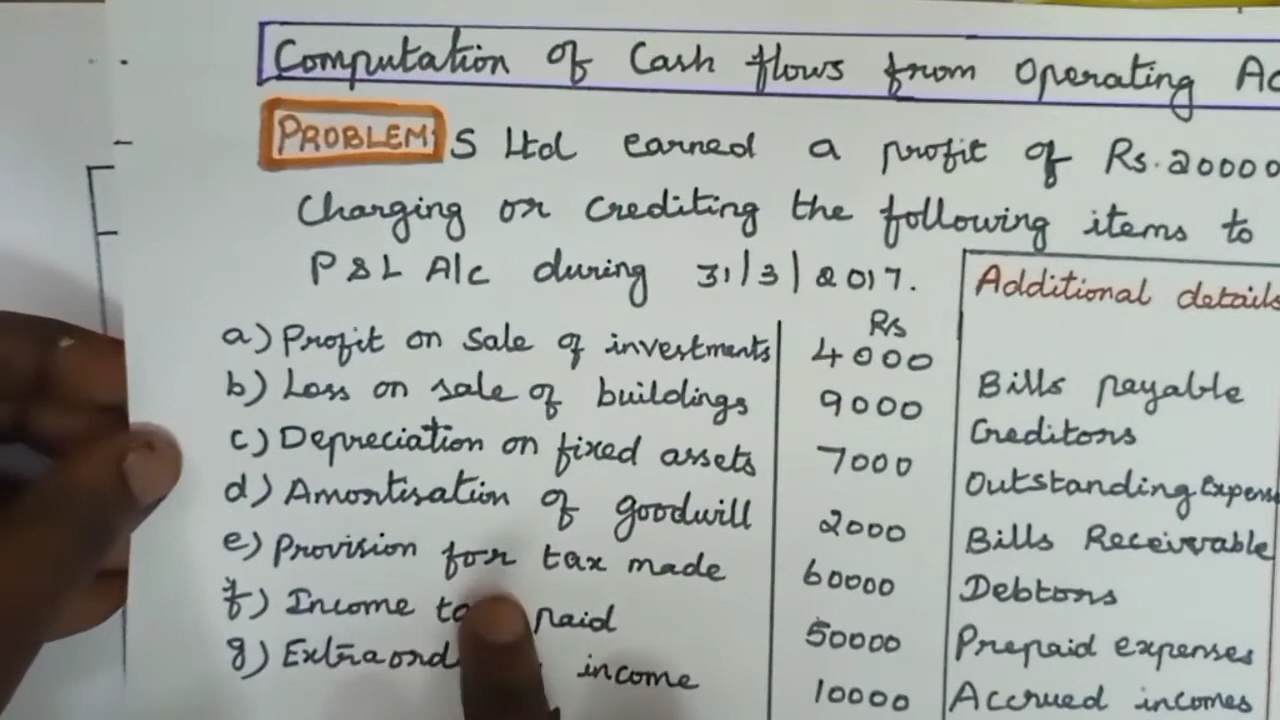 Computation of Cash flows from Operating Ac
PROBLEM: S Ltd earned a profit of Rs. 20000
Charging or crediting the following items to
P & L A/c during 31/3/2017.
Rs
a) Profit on sale of investments 4000
b) Loss on sale of buildings 9000
c) Depreciation on fixed assets 7000
d) Amortisation of goodwill 2000
e) Provision for tax made 60000
f) Income paid 50000
g) income 10000
Additional details
Bills payable
Creditors
Outstanding Expens
Bills Receivable
Debtors
Prepaid expenses
Accrued incomes